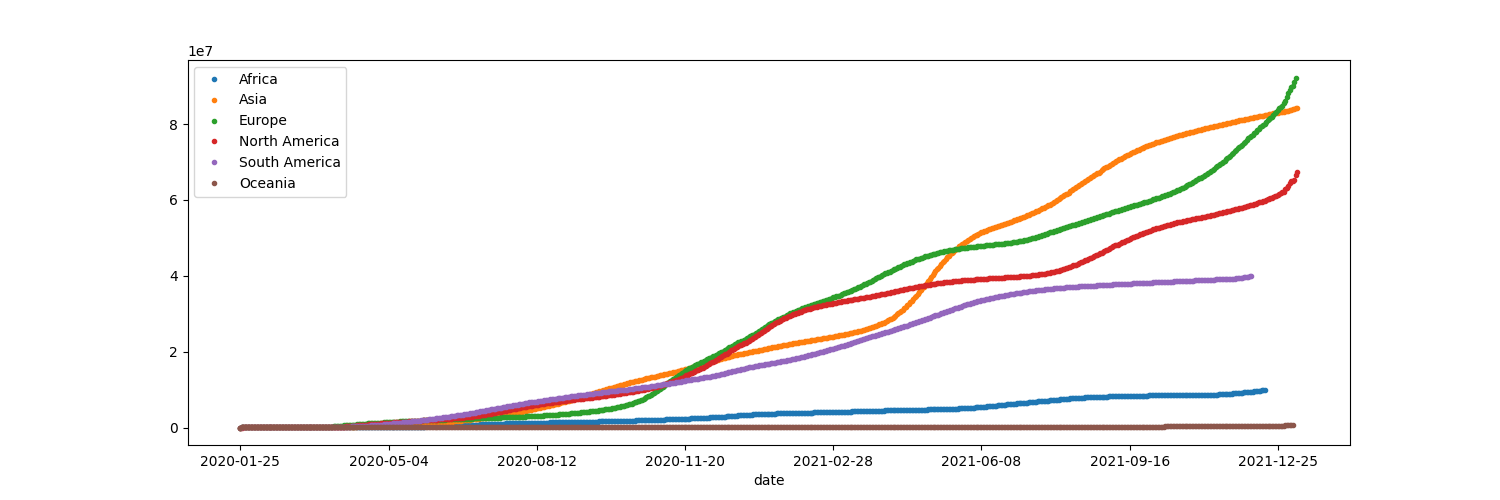 1e7
Africa
Asia
Europe
North America
South America
Oceania
8
6
4
2
0
2020-01-25 2020-05-04 2020-08-12 2020-11-20 2021-02-28 2021-06-08 2021-09-16 2021-12-25
date